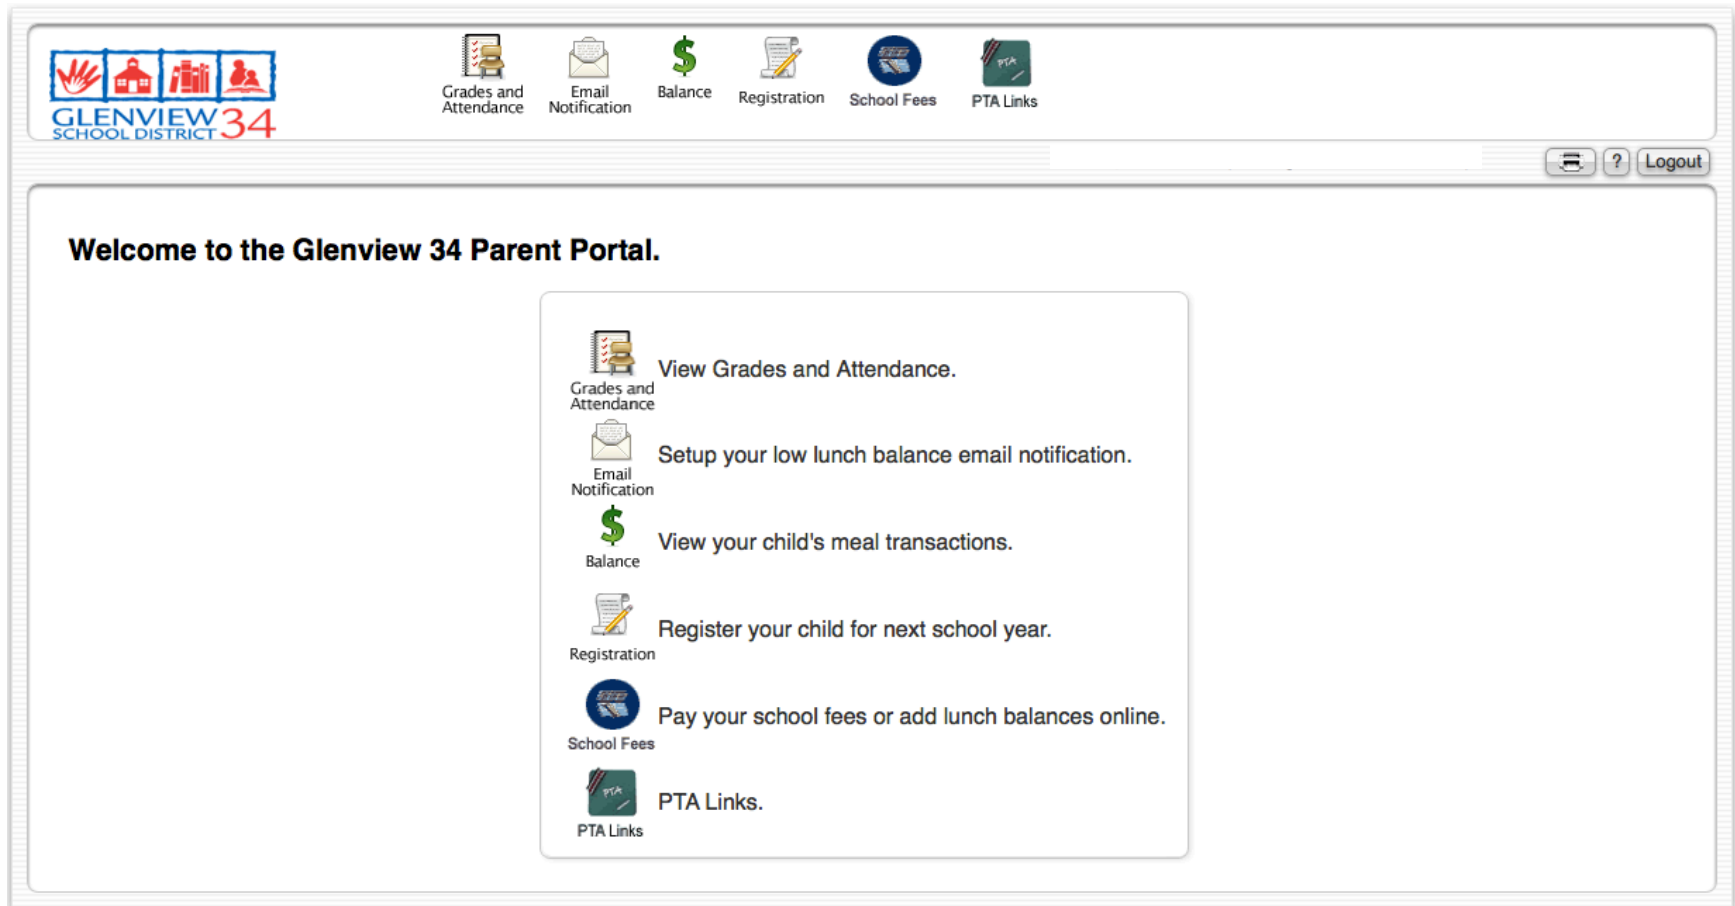 GLENVIEW 34
SCHOOL DISTRICT
Grades and
Attendance
Email
Notification
Balance
Registration
School Fees
PTA
PTA Links
?
Logout
Welcome to the Glenview 34 Parent Portal.
Grades and
Attendance
View Grades and Attendance.
Email
Notification
Setup your low lunch balance email notification.
Balance
View your child's meal transactions.
Registration
Register your child for next school year.
School Fees
Pay your school fees or add lunch balances online.
PTA
PTA Links
PTA Links.